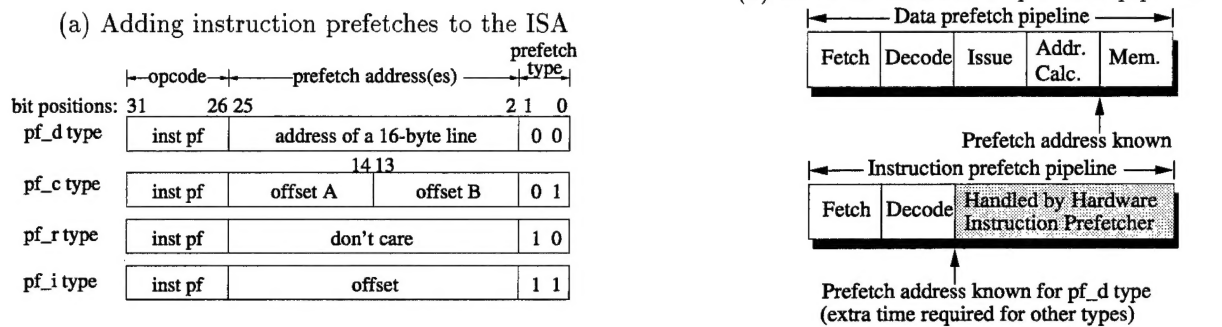 (a) Adding instruction prefetches to the ISA
prefetch
type
opcode
prefetch address(es)
bit positions: 31 26 25 2 1 0
pf_d type inst pf address of a 16-byte line 0 0
14 13
pf_c type inst pf offset A offset B 0 1
pf_r type inst pf don't care 1 0
pf_i type inst pf offset 1 1
Data prefetch pipeline
Fetch Decode Issue Addr. Calc. Mem.
Prefetch address known
Instruction prefetch pipeline
Fetch Decode Handled by Hardware
Instruction Prefetcher
Prefetch address known for pf_d type
(extra time required for other types)